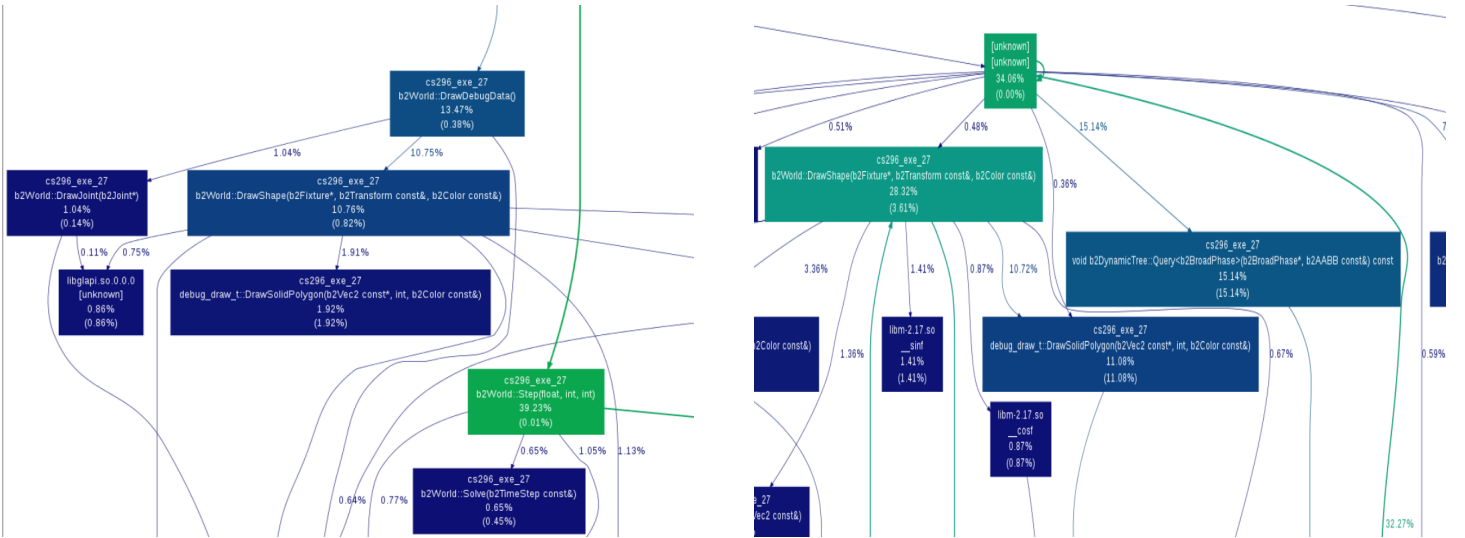 cs296_exe_27
b2World::DrawDebugData()
13.47%
(0.38%)
1.04%
10.75%
cs296_exe_27
b2World::DrawJoint(b2Joint*)
1.04%
(0.14%)
cs296_exe_27
b2World::DrawShape(b2Fixture*, b2Transform const&, b2Color const&)
10.76%
(0.82%)
0.11%
0.75%
1.91%
libglapi.so.0.0.0
[unknown]
0.86%
(0.86%)
cs296_exe_27
debug_draw_t::DrawSolidPolygon(b2Vec2 const*, int, b2Color const&)
1.92%
(1.92%)
cs296_exe_27
b2World::Step(float, int, int)
39.23%
(0.01%)
0.65%
1.05%
1.13%
cs296_exe_27
b2World::Solve(b2TimeStep const&)
0.65%
(0.45%)
0.64%
0.77%
[unknown]
[unknown]
34.06%
(0.00%)
0.51%
0.48%
15.14%
7
cs296_exe_27
b2World::DrawShape(b2Fixture*, b2Transform const&, b2Color const&)
28.32%
(3.61%)
0.36%
cs296_exe_27
void b2DynamicTree::Query<b2BroadPhase>(b2BroadPhase*, b2AABB const&) const
15.14%
(15.14%)
b2
3.36%
1.41%
0.87%
10.72%
b2Color const&)
1.36%
libm-2.17.so
__sinf
1.41%
(1.41%)
cs296_exe_27
debug_draw_t::DrawSolidPolygon(b2Vec2 const*, int, b2Color const&)
11.08%
(11.08%)
0.67%
0.59%
libm-2.17.so
__cosf
0.87%
(0.87%)
e_27
Vec2 const&)
32.27%